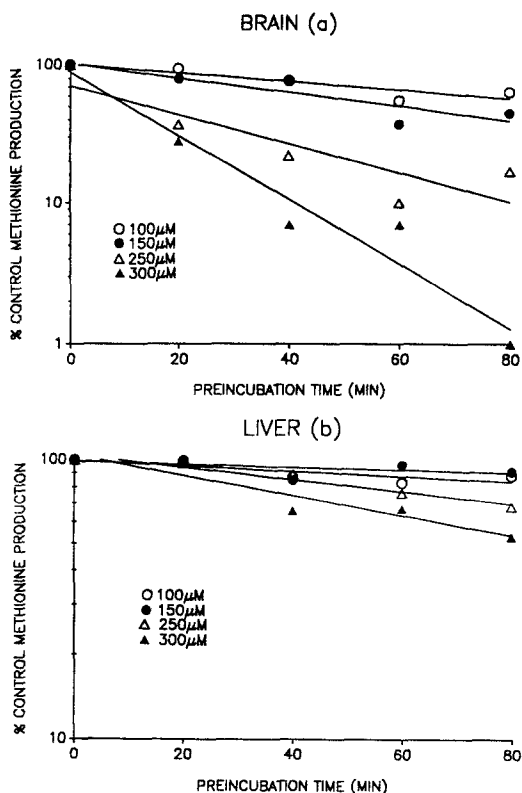 BRAIN (a)
% CONTROL METHIONINE PRODUCTION
100
10
1
100μM
150μM
250μM
300μM
0
20
40
60
80
PREINCUBATION TIME (MIN)
LIVER (b)
% CONTROL METHIONINE PRODUCTION
100
10
100μM
150μM
250μM
300μM
0
20
40
60
80
PREINCUBATION TIME (MIN)